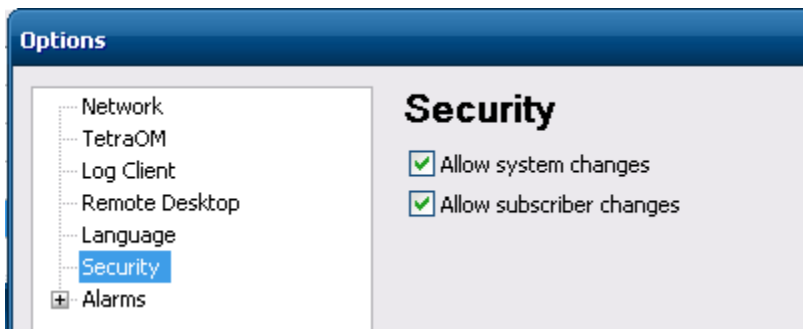 Options
Network
TetraOM
Log Client
Remote Desktop
Language
Security
Alarms
Security
Allow system changes
Allow subscriber changes